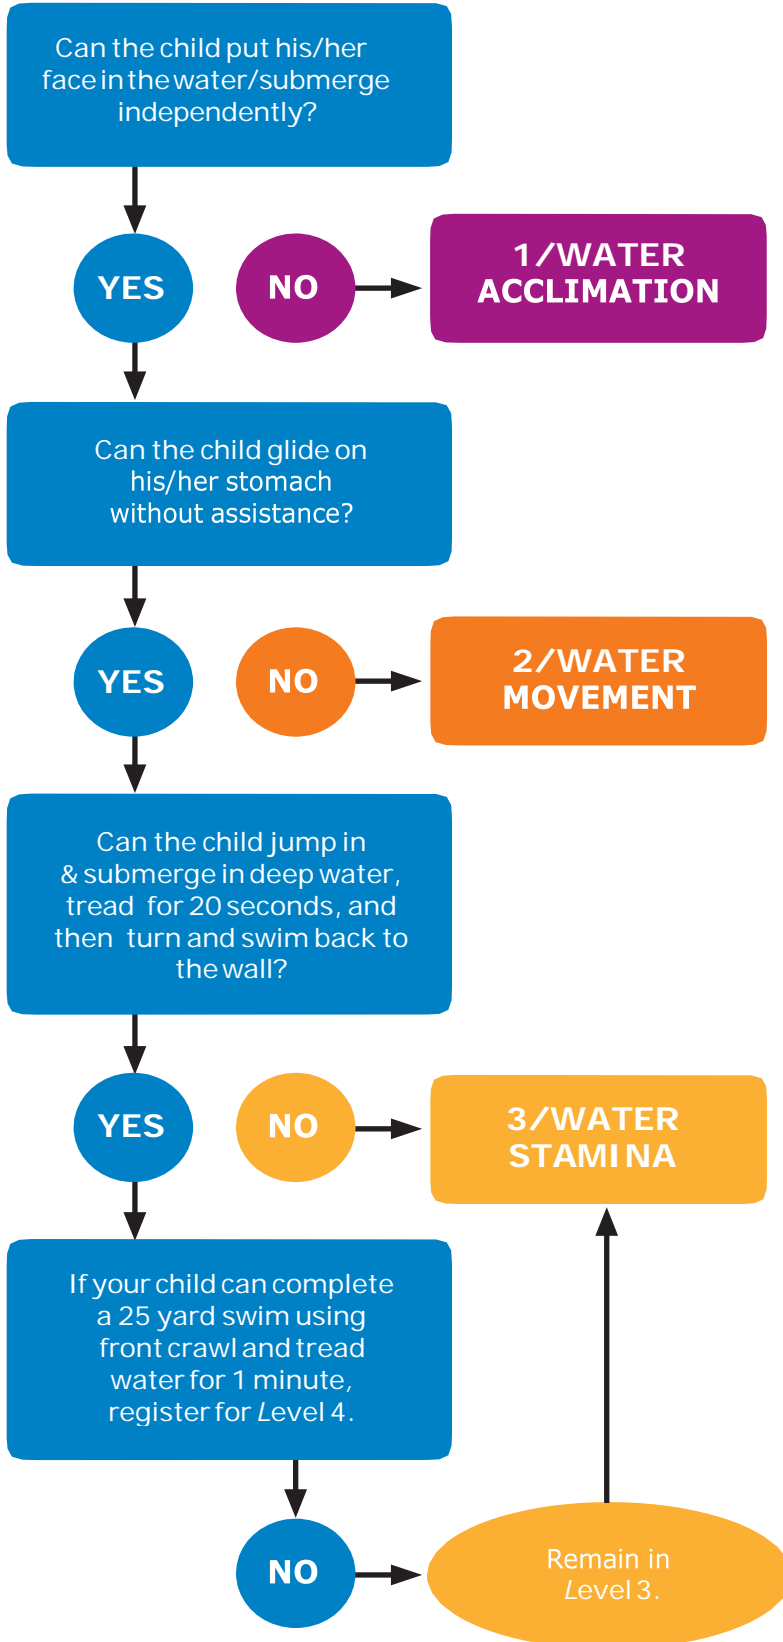 Can the child put his/her
face in the water/submerge
independently?
YES
NO
1/WATER
ACCLIMATION
Can the child glide on
his/her stomach
without assistance?
YES
NO
2/WATER
MOVEMENT
Can the child jump in
& submerge in deep water,
tread for 20 seconds, and
then turn and swim back to
the wall?
YES
NO
3/WATER
STAMINA
If your child can complete
a 25 yard swim using
front crawl and tread
water for 1 minute,
register for Level 4.
NO
Remain in
Level 3.